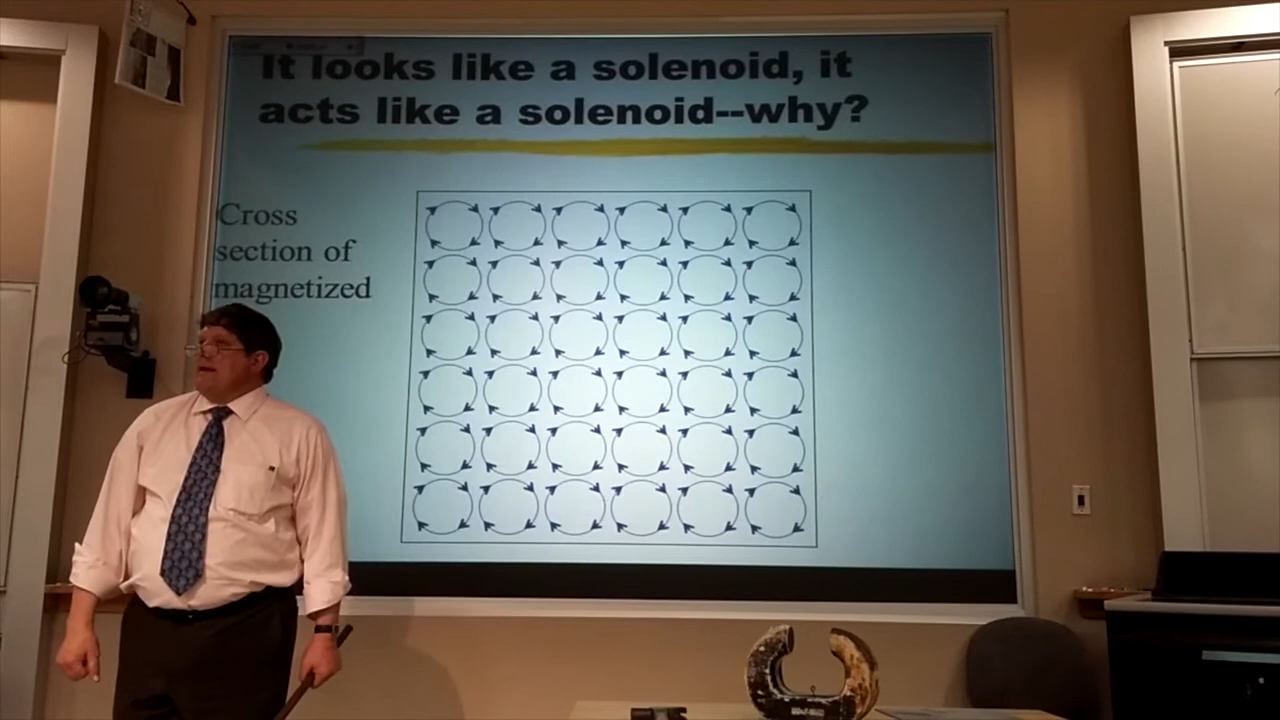 It looks like a solenoid, it
acts like a solenoid--why?
Cross
section of
magnetized